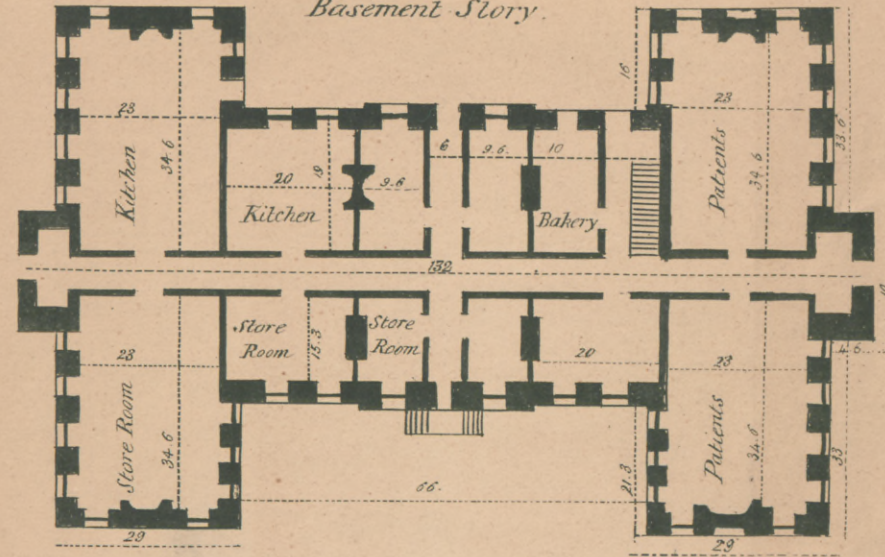 Basement Story.
16
23
34.6
Kitchen
20
19
Kitchen
9.6
6
9.6.
10
Bakery
23
34.6
Patients
33.6
132
Store
Room
15.3
Store
Room
20
23
34.6
Store Room
23
34.6
Patients
4.6.
33
66.
21.3
29
29